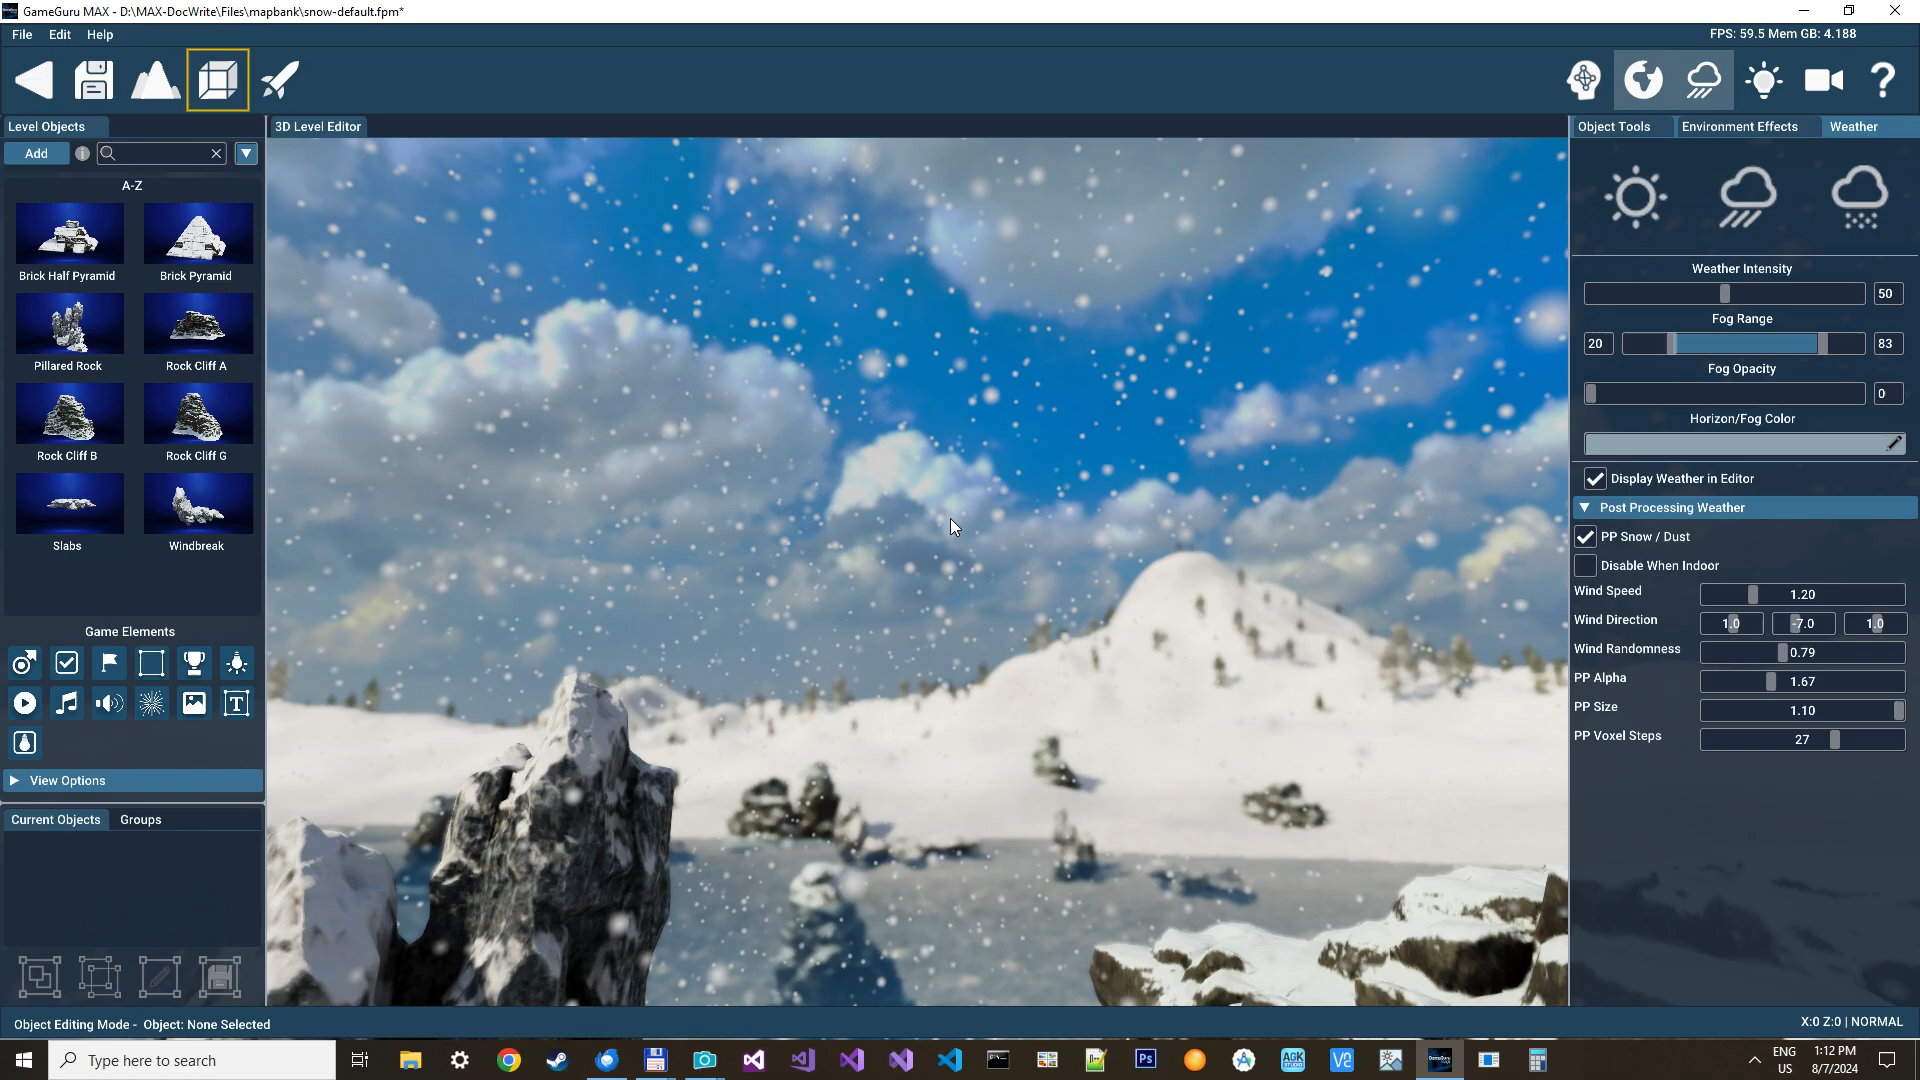 GameGuru MAX - D:\MAX-DocWrite\Files\mapbank\snow-default.fpm*
File Edit Help
FPS: 59.5 Mem GB: 4.188
Level Objects
3D Level Editor
Object Tools Environment Effects Weather
Add
A-Z
Brick Half Pyramid Brick Pyramid
Pillared Rock Rock Cliff A
Rock Cliff B Rock Cliff G
Slabs Windbreak
Game Elements
View Options
Current Objects Groups
Weather Intensity
50
Fog Range
20 83
Fog Opacity
0
Horizon/Fog Color
Display Weather in Editor
Post Processing Weather
PP Snow / Dust
Disable When Indoor
Wind Speed 1.20
Wind Direction 1.0 -7.0 1.0
Wind Randomness 0.79
PP Alpha 1.67
PP Size 1.10
PP Voxel Steps 27
Object Editing Mode - Object: None Selected
X:0 Z:0 | NORMAL
Type here to search
Ps
AGK STUDIO
ENG
US
1:12 PM
8/7/2024